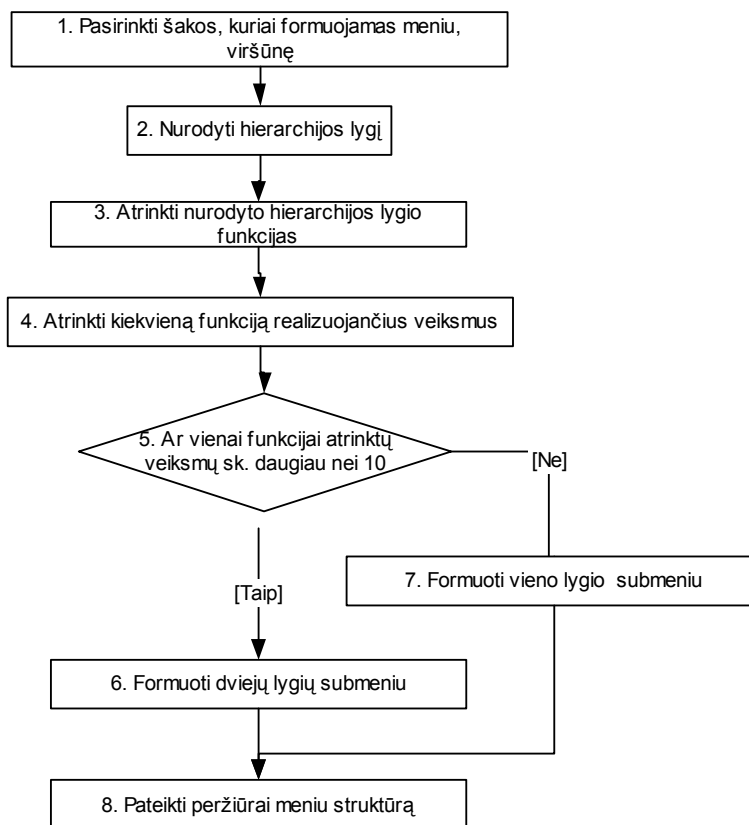 1. Pasirinkti šakos, kuriai formuojamas meniu,
viršūnę
2. Nurodyti hierarchijos lygį
3. Atrinkti nurodyto hierarchijos lygio
funkcijas
4. Atrinkti kiekvieną funkciją realizuojančius veiksmus
5. Ar vienai funkcijai atrinktų
veiksmų sk. daugiau nei 10
[Ne]
7. Formuoti vieno lygio submeniu
[Taip]
6. Formuoti dviejų lygių submeniu
8. Pateikti peržiūrai meniu struktūrą